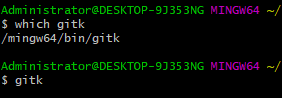 Administrator@DESKTOP-9J353NG MINGW64 ~/
$ which gitk
/mingw64/bin/gitk
Administrator@DESKTOP-9J353NG MINGW64 ~/
$ gitk